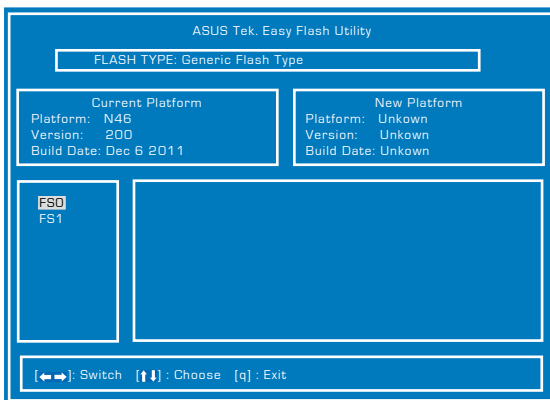 ASUS Tek. Easy Flash Utility
FLASH TYPE: Generic Flash Type
Current Platform
Platform: N46
Version: 200
Build Date: Dec 6 2011
New Platform
Platform: Unkown
Version: Unkown
Build Date: Unkown
FS0
FS1
[←→]: Switch [↑↓] : Choose [q] : Exit